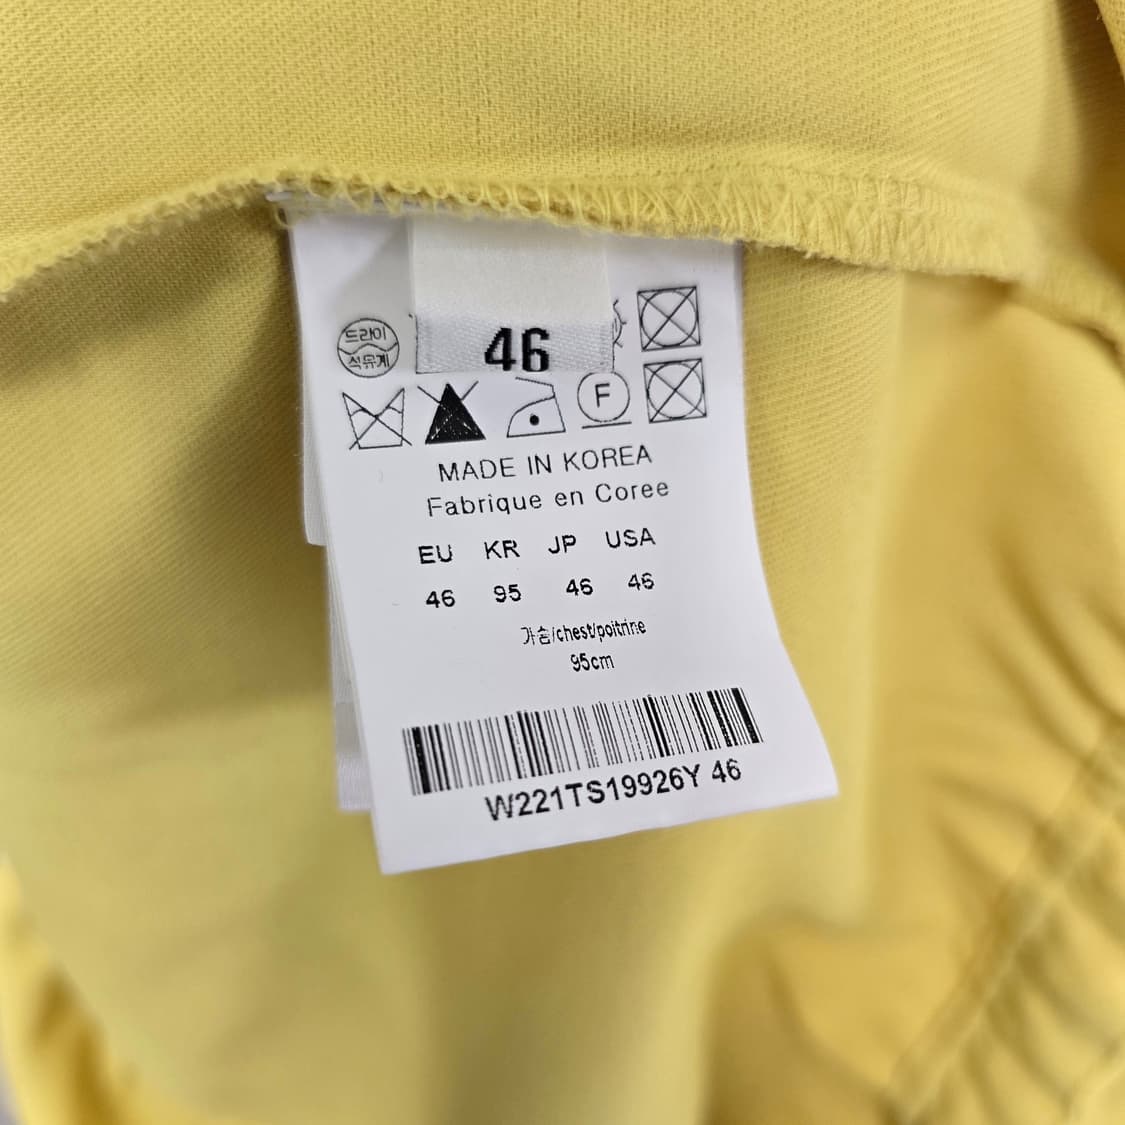 드라이
석유계
46
F
MADE IN KOREA
Fabrique en Coree
EU KR JP USA
46 95 46 46
가슴/chest/poitrine
95cm
W221TS19926Y 46